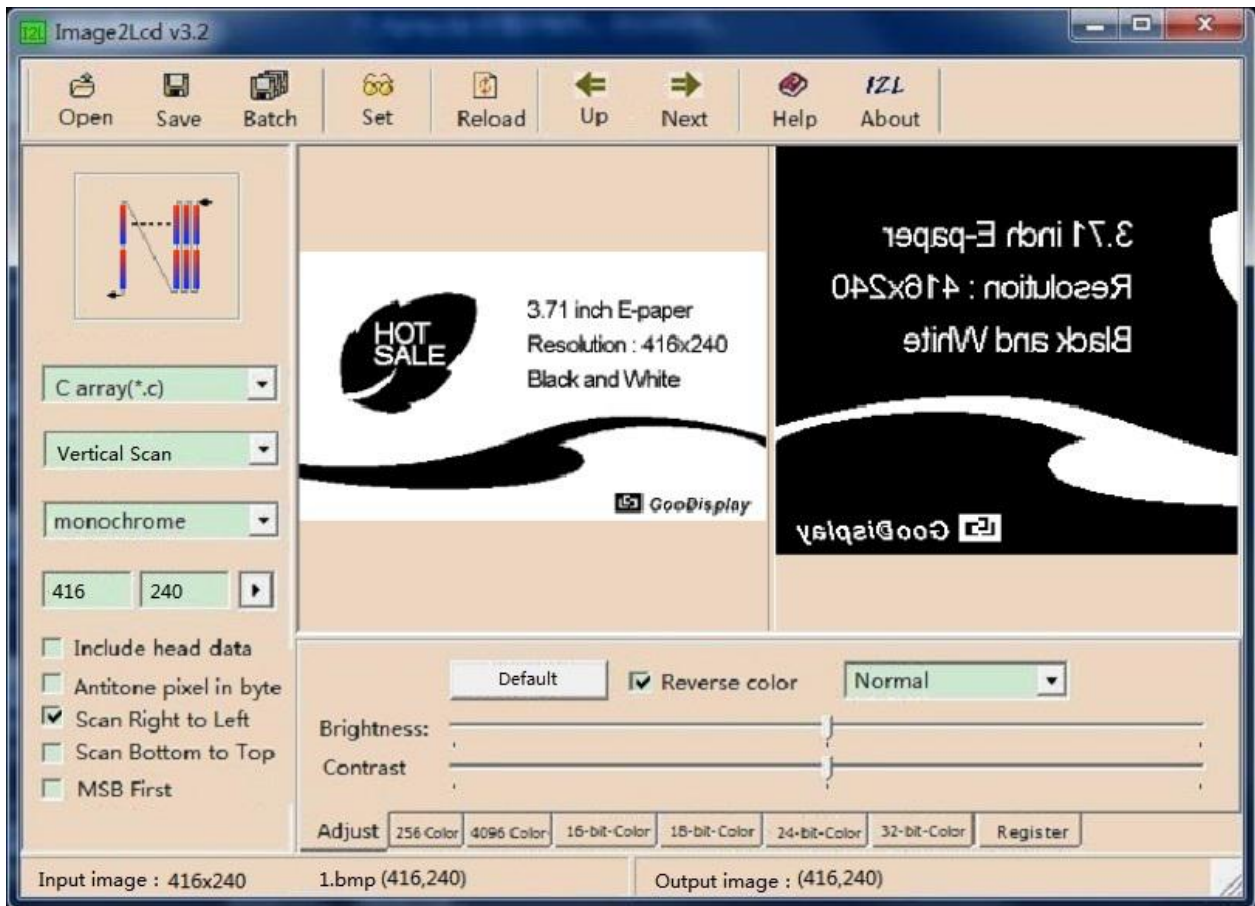 I2L Image2Lcd v3.2
Open Save Batch Set Reload Up Next Help About
I2L
C array(*.c)
Vertical Scan
monochrome
416 240
Include head data
Antitone pixel in byte
Scan Right to Left
Scan Bottom to Top
MSB First
HOT
SALE
3.71 inch E-paper
Resolution : 416x240
Black and White
GooDisplay
3.71 inch E-paper
Resolution : 416x240
Black and White
GooDisplay
Default Reverse color Normal
Brightness:
Contrast
Adjust 256 Color 4096 Color 16-bit-Color 18-bit-Color 24-bit-Color 32-bit-Color Register
Input image : 416x240 1.bmp (416,240) Output image : (416,240)